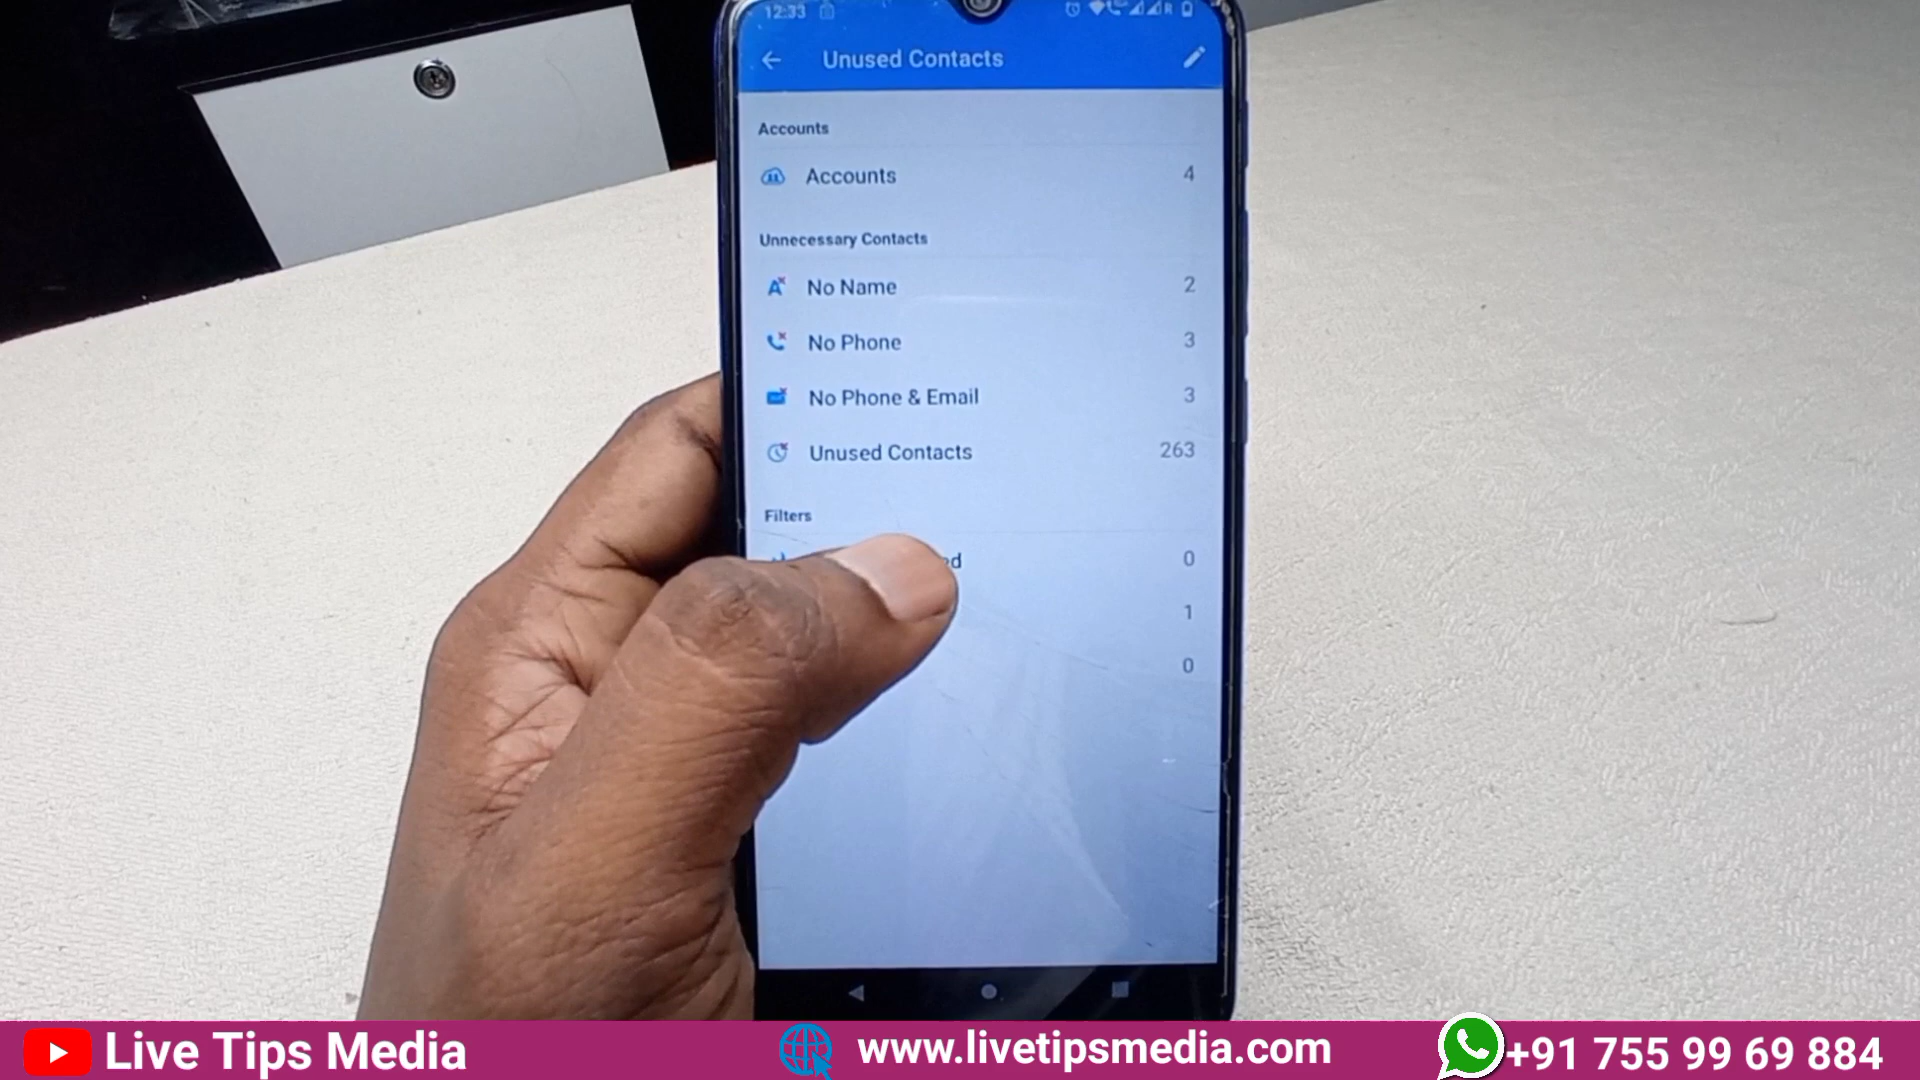 12:33
R
Unused Contacts
Accounts
Accounts 4
Unnecessary Contacts
No Name 2
No Phone 3
No Phone & Email 3
Unused Contacts 263
Filters
0
1
0
Live Tips Media
www.livetipsmedia.com
+91 755 99 69 884